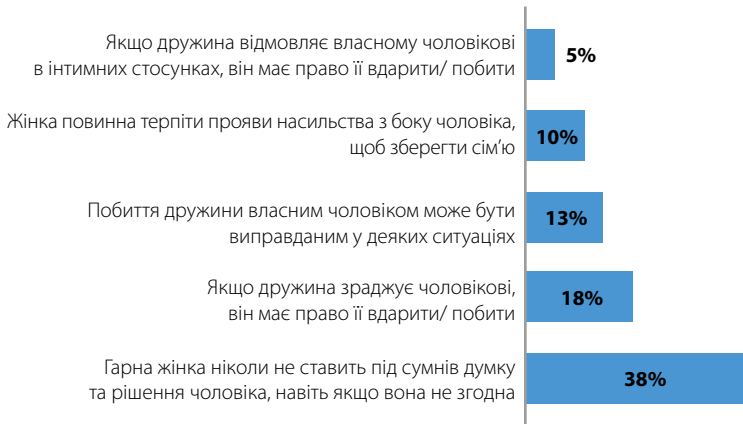 Якщо дружина відмовляє власному чоловікові
в інтимних стосунках, він має право її вдарити/ побити
5%
Жінка повинна терпіти прояви насильства з боку чоловіка,
щоб зберегти сім’ю
10%
Побиття дружини власним чоловіком може бути
виправданим у деяких ситуаціях
13%
Якщо дружина зраджує чоловікові,
він має право її вдарити/ побити
18%
Гарна жінка ніколи не ставить під сумнів думку
та рішення чоловіка, навіть якщо вона не згодна
38%